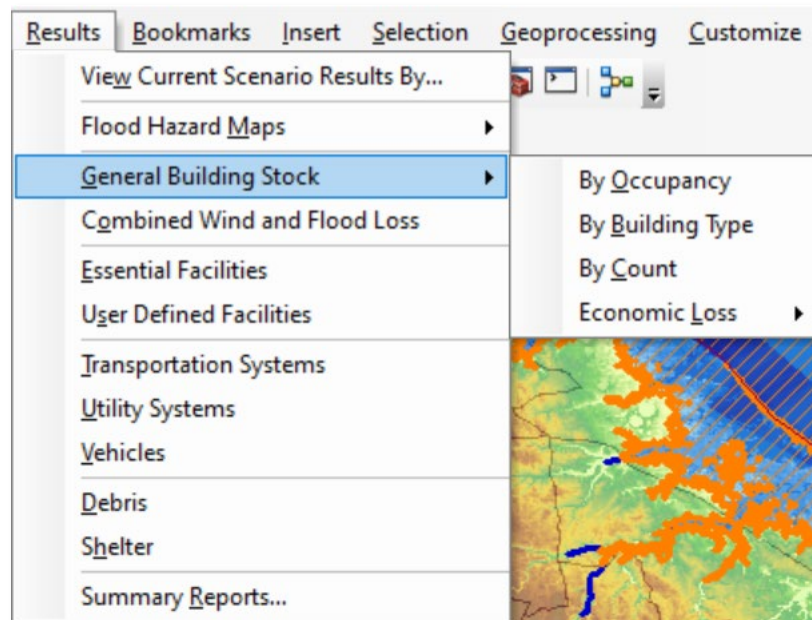 Results Bookmarks Insert Selection Geoprocessing Customize
View Current Scenario Results By...
Flood Hazard Maps
General Building Stock
Combined Wind and Flood Loss
Essential Facilities
User Defined Facilities
Transportation Systems
Utility Systems
Vehicles
Debris
Shelter
Summary Reports...
By Occupancy
By Building Type
By Count
Economic Loss